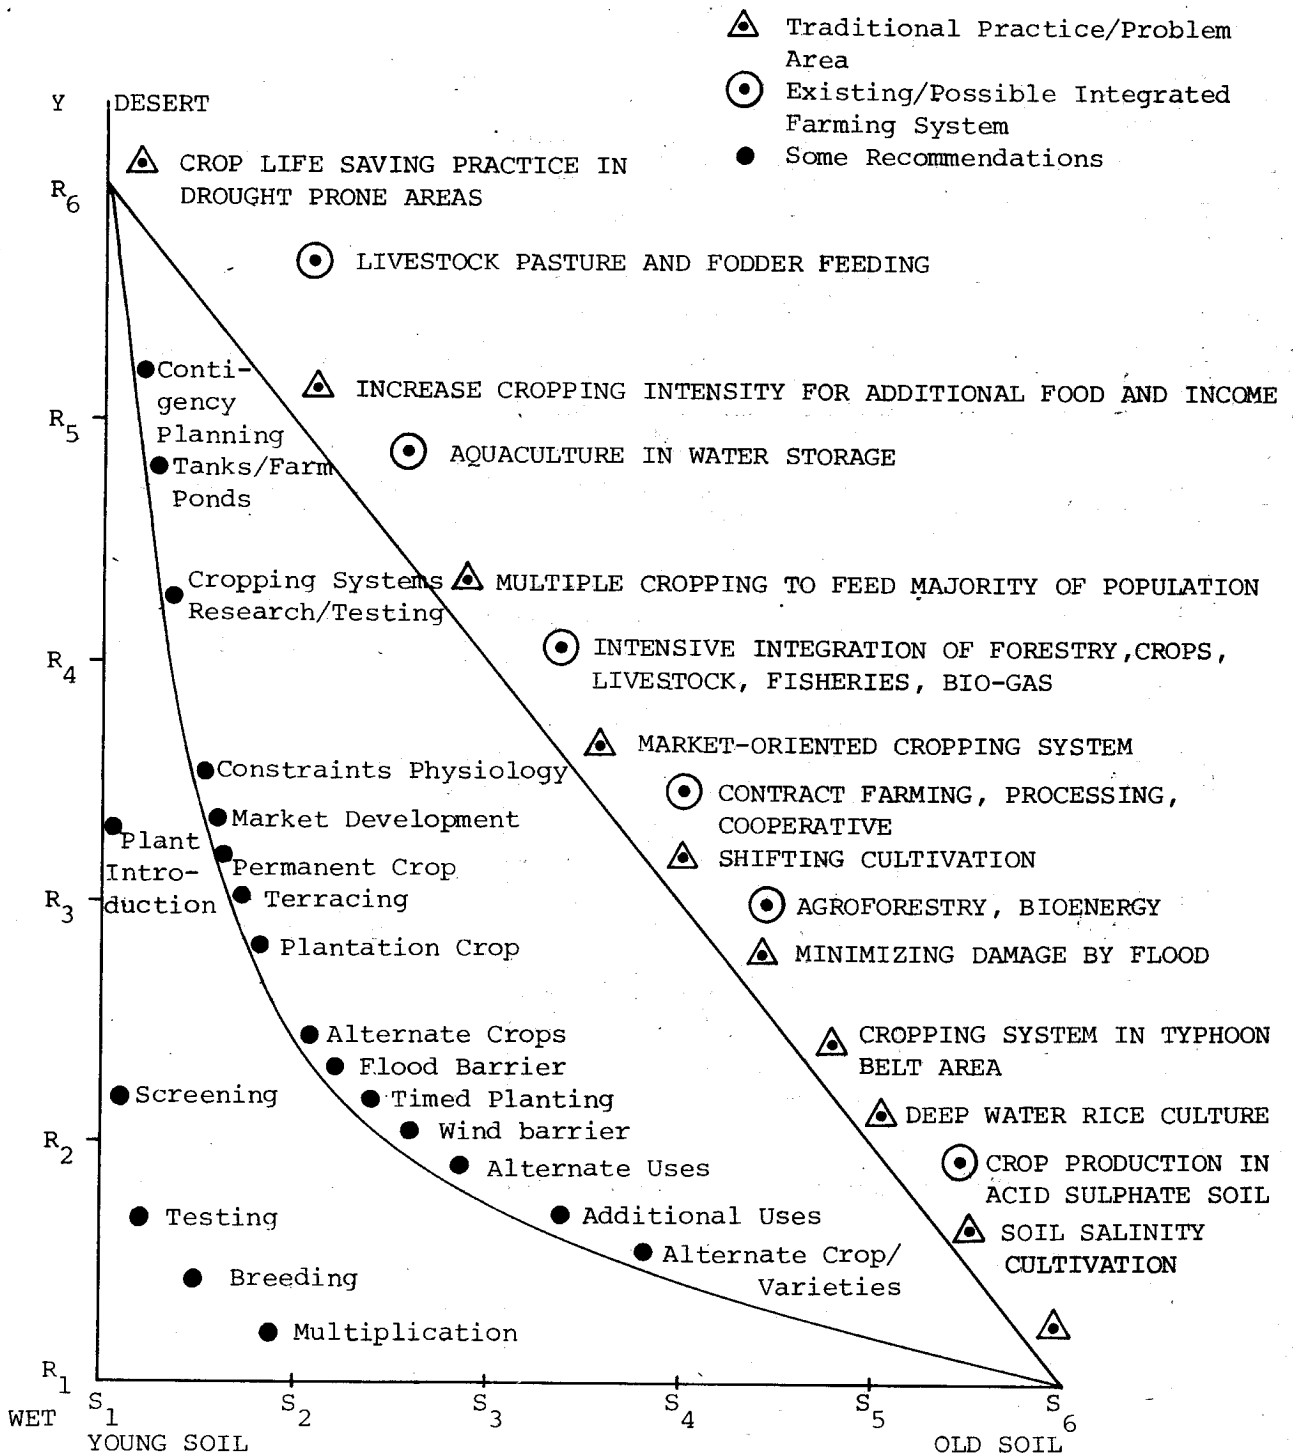 Traditional Practice/Problem
Area
Existing/Possible Integrated
Farming System
Some Recommendations
Y
DESERT
CROP LIFE SAVING PRACTICE IN
DROUGHT PRONE AREAS
R6
LIVESTOCK PASTURE AND FODDER FEEDING
Conti-
gency
Planning
INCREASE CROPPING INTENSITY FOR ADDITIONAL FOOD AND INCOME
R5
AQUACULTURE IN WATER STORAGE
Tanks/Farm
Ponds
Cropping Systems
Research/Testing
MULTIPLE CROPPING TO FEED MAJORITY OF POPULATION
R4
INTENSIVE INTEGRATION OF FORESTRY,CROPS,
LIVESTOCK, FISHERIES, BIO-GAS
MARKET-ORIENTED CROPPING SYSTEM
Constraints Physiology
CONTRACT FARMING, PROCESSING,
COOPERATIVE
Market Development
Plant
Intro-
duction
Permanent Crop
SHIFTING CULTIVATION
R3
Terracing
AGROFORESTRY, BIOENERGY
Plantation Crop
MINIMIZING DAMAGE BY FLOOD
Alternate Crops
CROPPING SYSTEM IN TYPHOON
BELT AREA
Flood Barrier
Screening
Timed Planting
DEEP WATER RICE CULTURE
R2
Wind barrier
Alternate Uses
CROP PRODUCTION IN
ACID SULPHATE SOIL
Testing
Additional Uses
SOIL SALINITY
CULTIVATION
Alternate Crop/
Varieties
Breeding
Multiplication
R1
S1
S2
S3
S4
S5
S6
WET
YOUNG SOIL
OLD SOIL